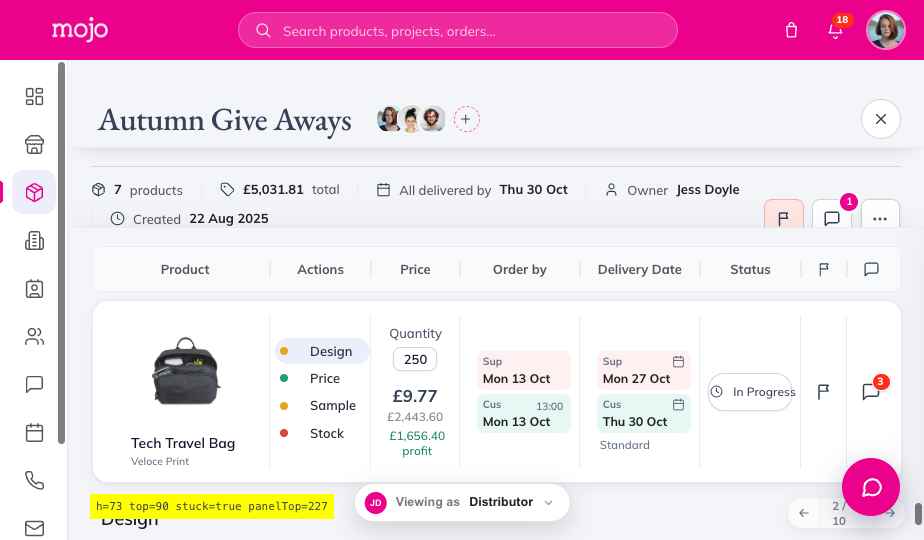 mojo
Search products, projects, orders...
18
Autumn Give Aways
7 products
£5,031.81 total
All delivered by Thu 30 Oct
Owner Jess Doyle
Created 22 Aug 2025
1
Product Actions Price Order by Delivery Date Status
Tech Travel Bag
Veloce Print
Design
Price
Sample
Stock
Quantity
250
£9.77
£2,443.60
£1,656.40
profit
Sup
Mon 13 Oct
Cus 13:00
Mon 13 Oct
Sup
Mon 27 Oct
Cus
Thu 30 Oct
Standard
In Progress
3
h=73 top=90 stuck=true panelTop=227
Design
JD Viewing as Distributor
2 /
10